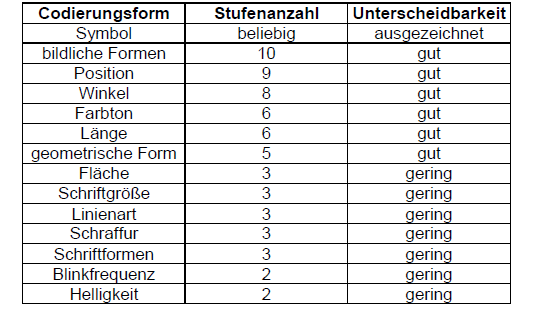 Codierungsform Stufenanzahl Unterscheidbarkeit
Symbol beliebig ausgezeichnet
bildliche Formen 10 gut
Position 9 gut
Winkel 8 gut
Farbton 6 gut
Länge 6 gut
geometrische Form 5 gut
Fläche 3 gering
Schriftgröße 3 gering
Linienart 3 gering
Schraffur 3 gering
Schriftformen 3 gering
Blinkfrequenz 2 gering
Helligkeit 2 gering